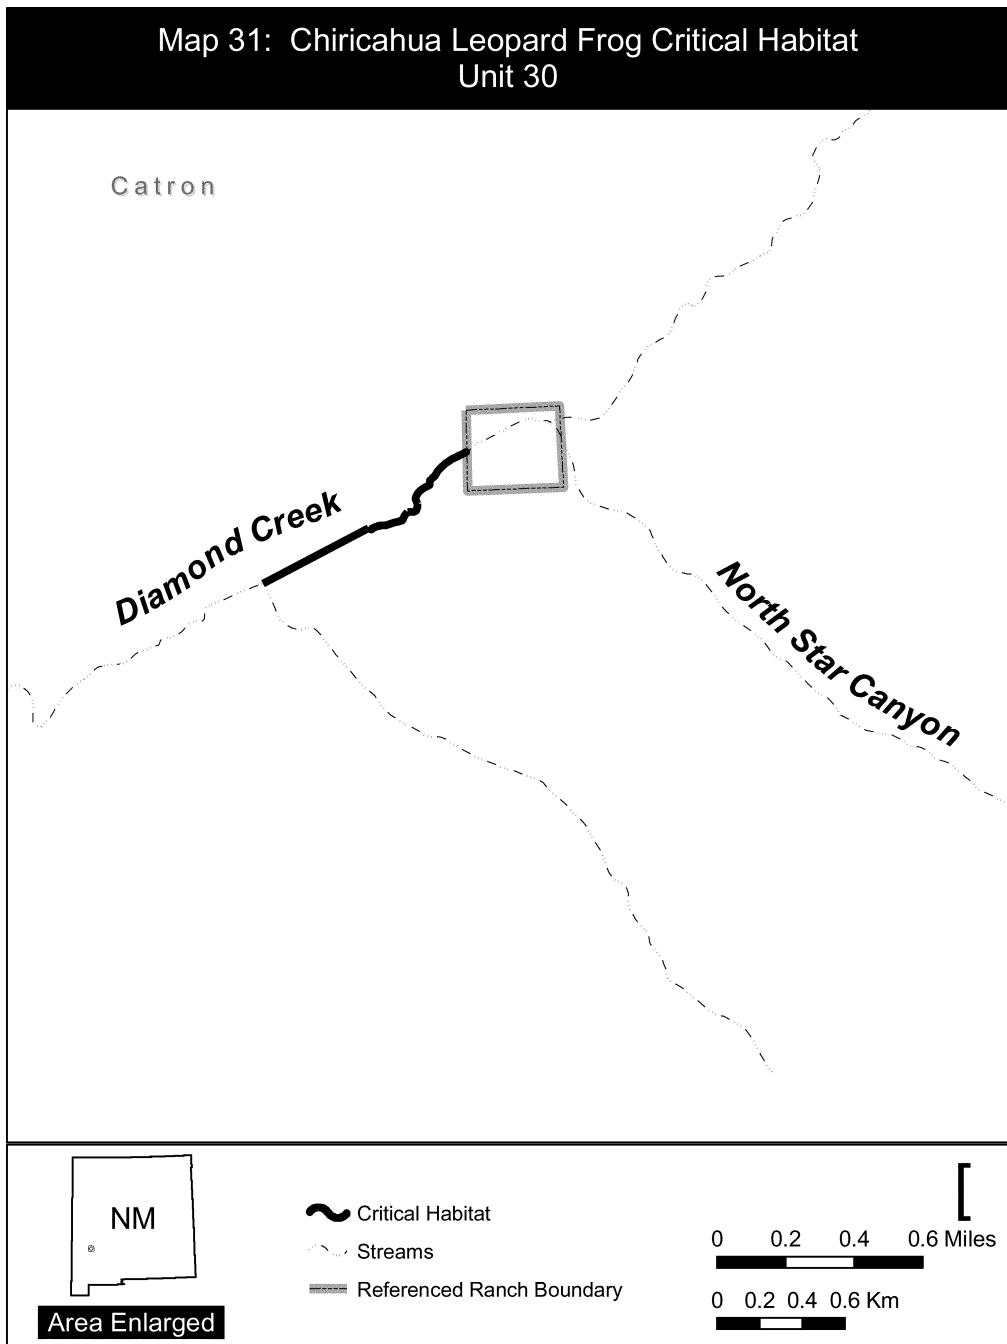 Map 31:  Chiricahua Leopard Frog Critical Habitat
Unit 30
Catron
Diamond Creek
North Star Canyon
NM
Area Enlarged
Critical Habitat
Streams
Referenced Ranch Boundary
[
0 0.2 0.4 0.6 Miles
0 0.2 0.4 0.6 Km